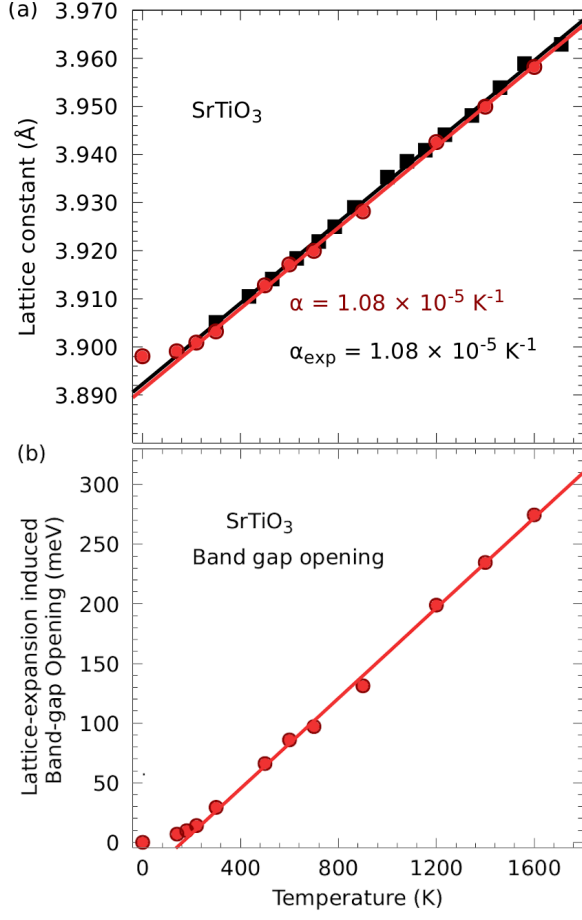 (a)
3.970
3.960
3.950
3.940
3.930
3.920
3.910
3.900
3.890
Lattice constant (Å)
SrTiO₃
α = 1.08 × 10⁻⁵ K⁻¹
αₑₓₚ = 1.08 × 10⁻⁵ K⁻¹
(b)
300
250
200
150
100
50
0
Lattice-expansion induced
Band-gap Opening (meV)
SrTiO₃
Band gap opening
0 400 800 1200 1600
Temperature (K)